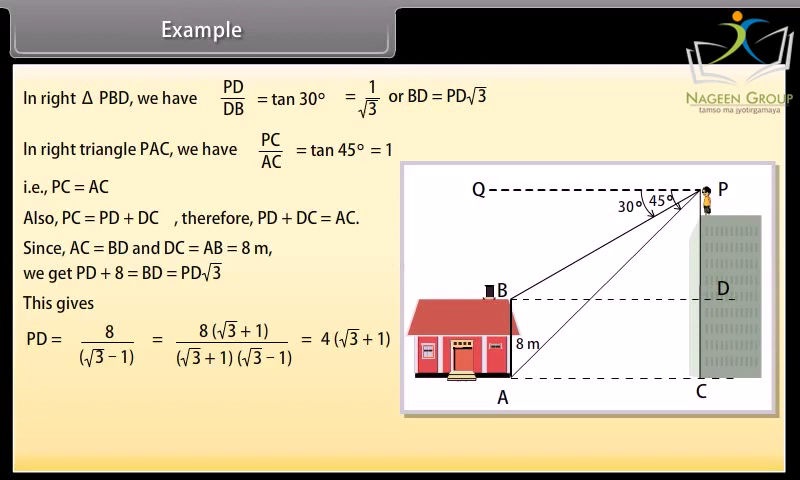 Example
NAGEEN GROUP
tamso ma jyotirgamaya
In right Δ PBD, we have PD/DB = tan 30° = 1/√3 or BD = PD√3
In right triangle PAC, we have PC/AC = tan 45° = 1
i.e., PC = AC
Also, PC = PD + DC , therefore, PD + DC = AC.
Since, AC = BD and DC = AB = 8 m,
we get PD + 8 = BD = PD√3
This gives
PD = 8/(√3 − 1) = 8 (√3 + 1)/(√3 + 1) (√3 − 1) = 4 (√3 + 1)
Q P
30° 45°
B D
8 m
A C